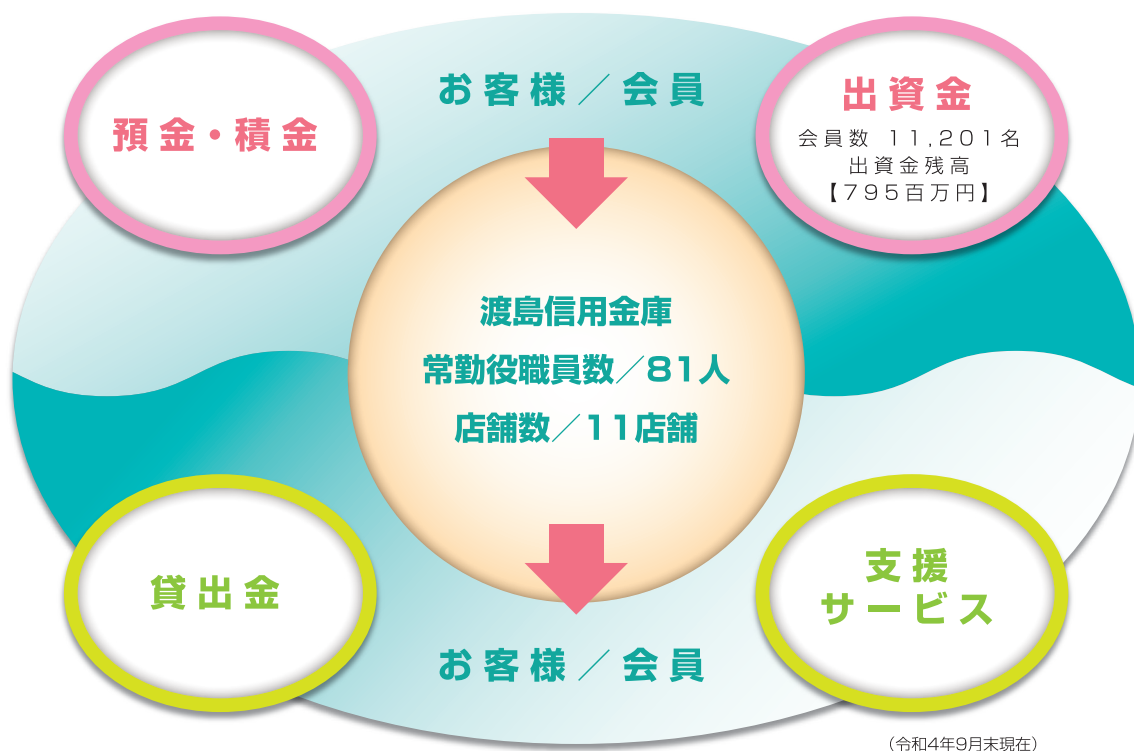 お客様／会員
預金・積金
出資金
会員数 11,201名
出資金残高
【795百万円】
渡島信用金庫
常勤役職員数／81人
店舗数／11店舗
貸出金
支援
サービス
お客様／会員
（令和4年9月末現在）